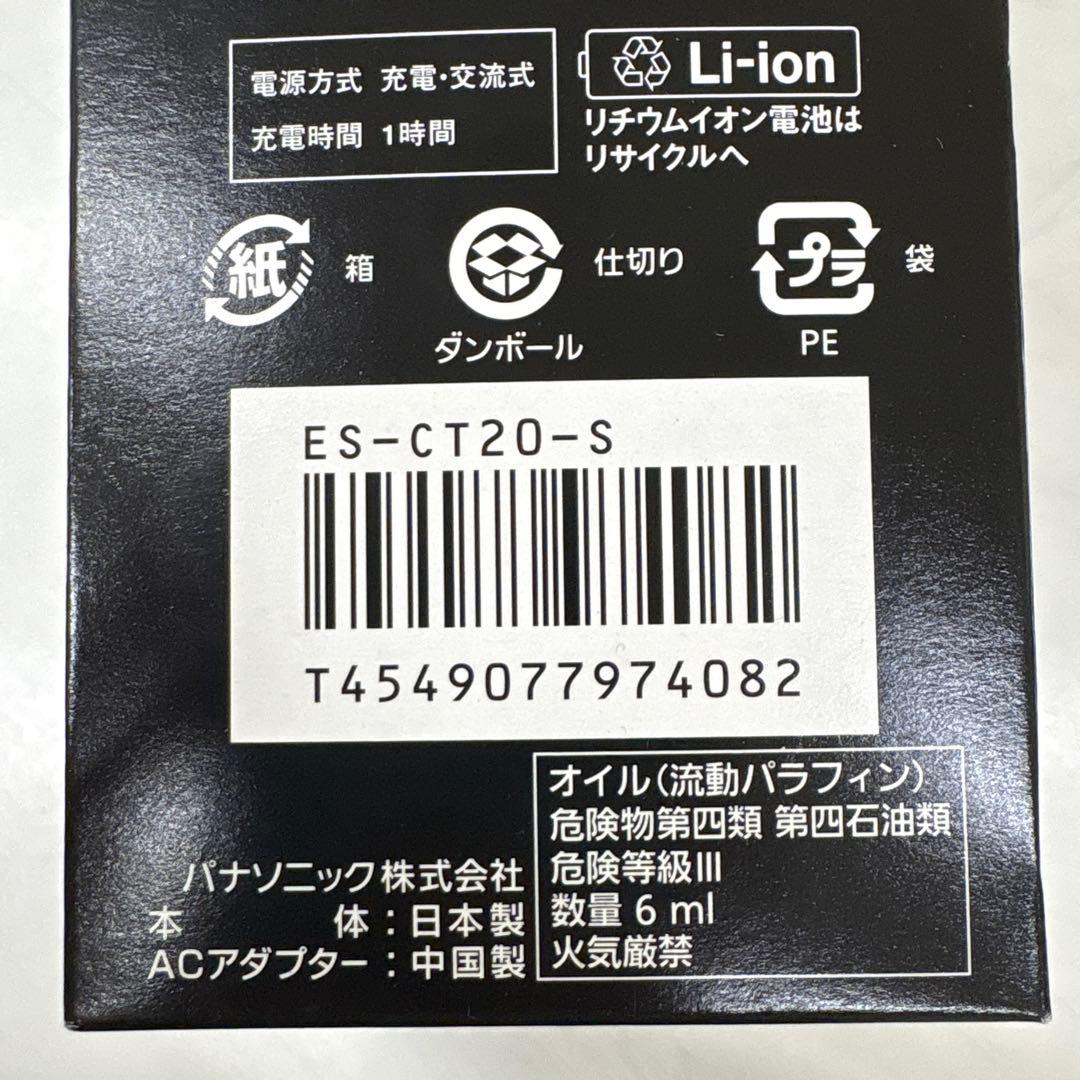 電源方式 充電・交流式
充電時間 1時間
Li-ion
リチウムイオン電池は
リサイクルへ
紙 箱
ダンボール
仕切り
プラ 袋
PE
ES-CT20-S
T4549077974082
オイル(流動パラフィン)
危険物第四類 第四石油類
危険等級III
数量 6 ml
火気厳禁
パナソニック株式会社
本体:日本製
ACアダプター:中国製